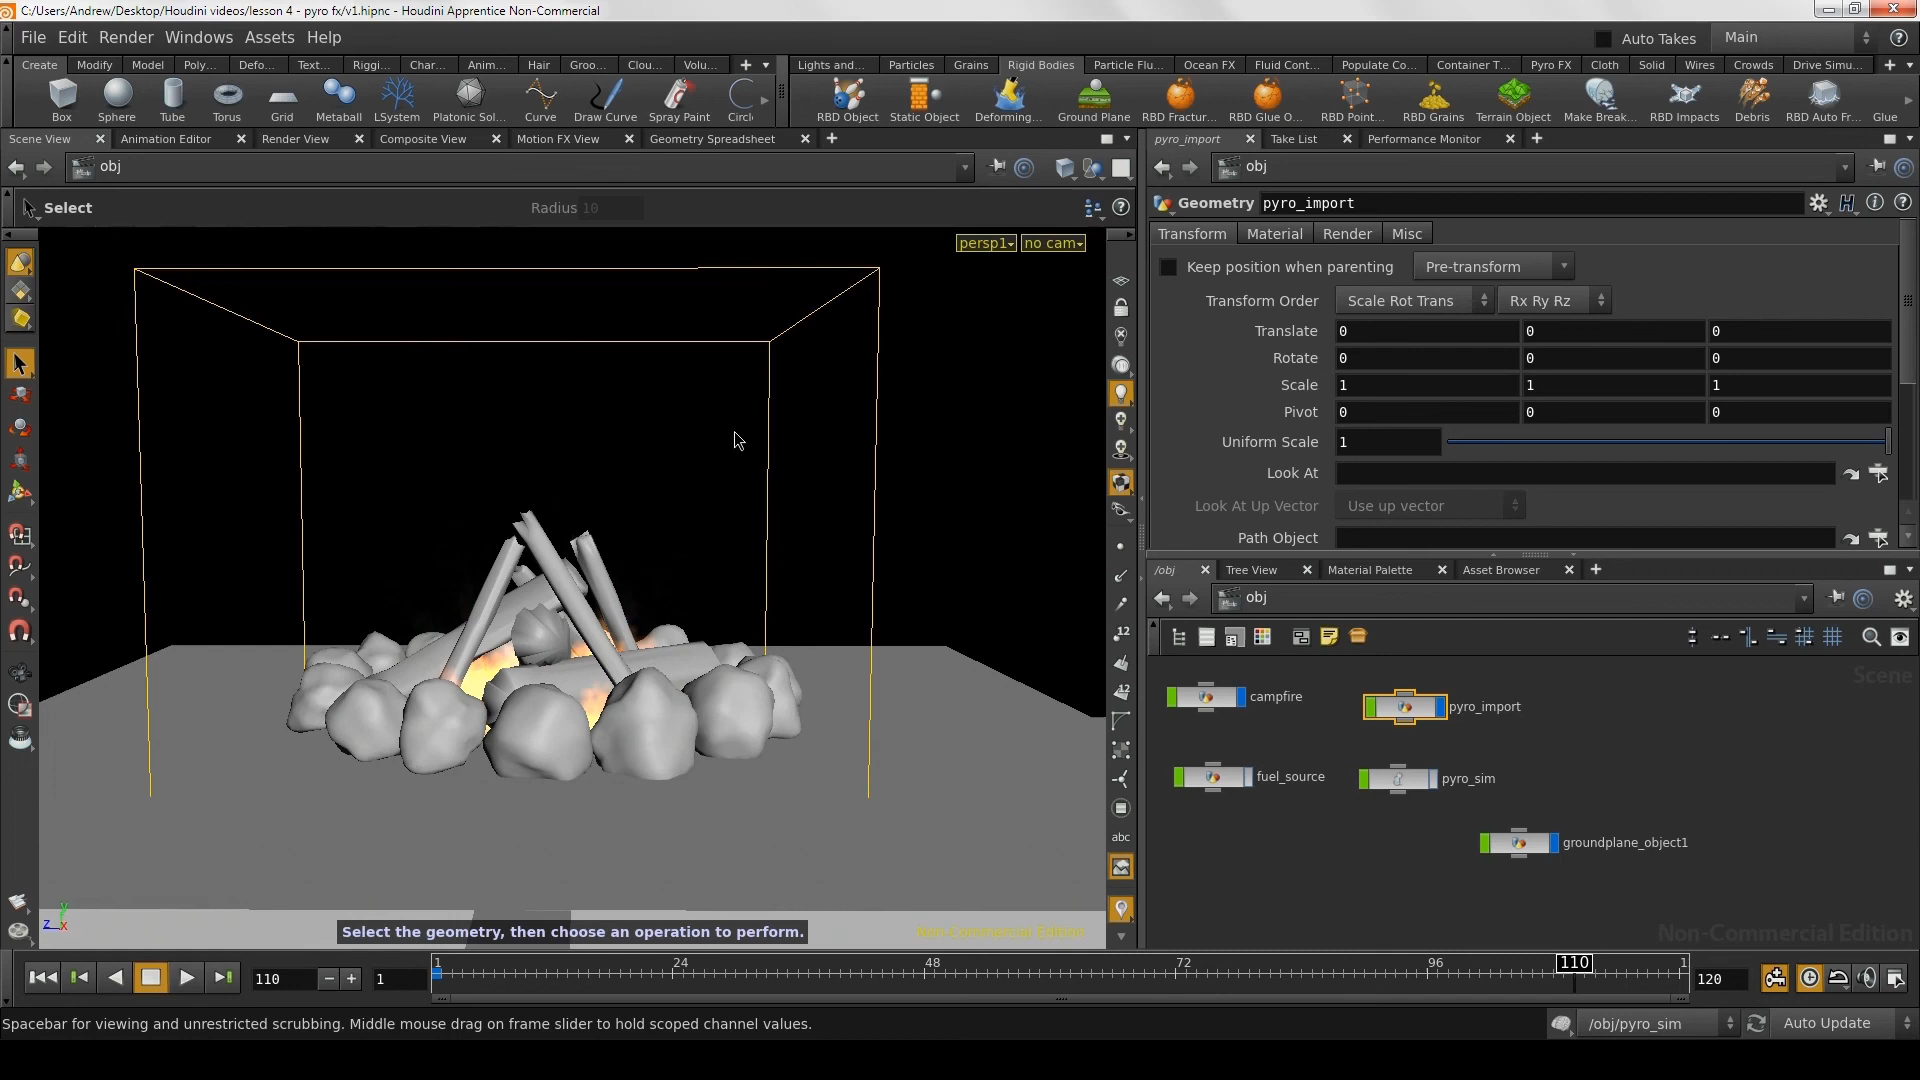 C:/Users/Andrew/Desktop/Houdini videos/lesson 4 - pyro fx/v1.hipnc - Houdini Apprentice Non-Commercial
File Edit Render Windows Assets Help
Auto Takes Main
Create Modify Model Poly... Defo... Text... Riggi... Char... Anim... Hair Groo... Clou... Volu...
Lights and... Particles Grains Rigid Bodies Particle Flu... Ocean FX Fluid Cont... Populate Co... Container T... Pyro FX Cloth Solid Wires Crowds Drive Simu...
Box Sphere Tube Torus Grid Metaball LSystem Platonic Sol... Curve Draw Curve Spray Paint Circl
RBD Object Static Object Deforming... Ground Plane RBD Fractur... RBD Glue O... RBD Point... RBD Grains Terrain Object Make Break... RBD Impacts Debris RBD Auto Fr... Glue
Scene View Animation Editor Render View Composite View Motion FX View Geometry Spreadsheet
pyro_import Take List Performance Monitor
obj
obj
Select Radius 10
Geometry pyro_import
Transform Material Render Misc
persp1 no cam
Keep position when parenting Pre-transform
Transform Order Scale Rot Trans Rx Ry Rz
Translate 0 0 0
Rotate 0 0 0
Scale 1 1 1
Pivot 0 0 0
Uniform Scale 1
Look At
Look At Up Vector Use up vector
Path Object
/obj Tree View Material Palette Asset Browser
obj
12
12
abc
Scene
campfire
pyro_import
fuel_source
pyro_sim
groundplane_object1
Non-Commercial Edition
y
z x
Select the geometry, then choose an operation to perform.
Non-Commercial Edition
110 1 1 24 48 72 96 110 1 120
Spacebar for viewing and unrestricted scrubbing. Middle mouse drag on frame slider to hold scoped channel values.
/obj/pyro_sim Auto Update